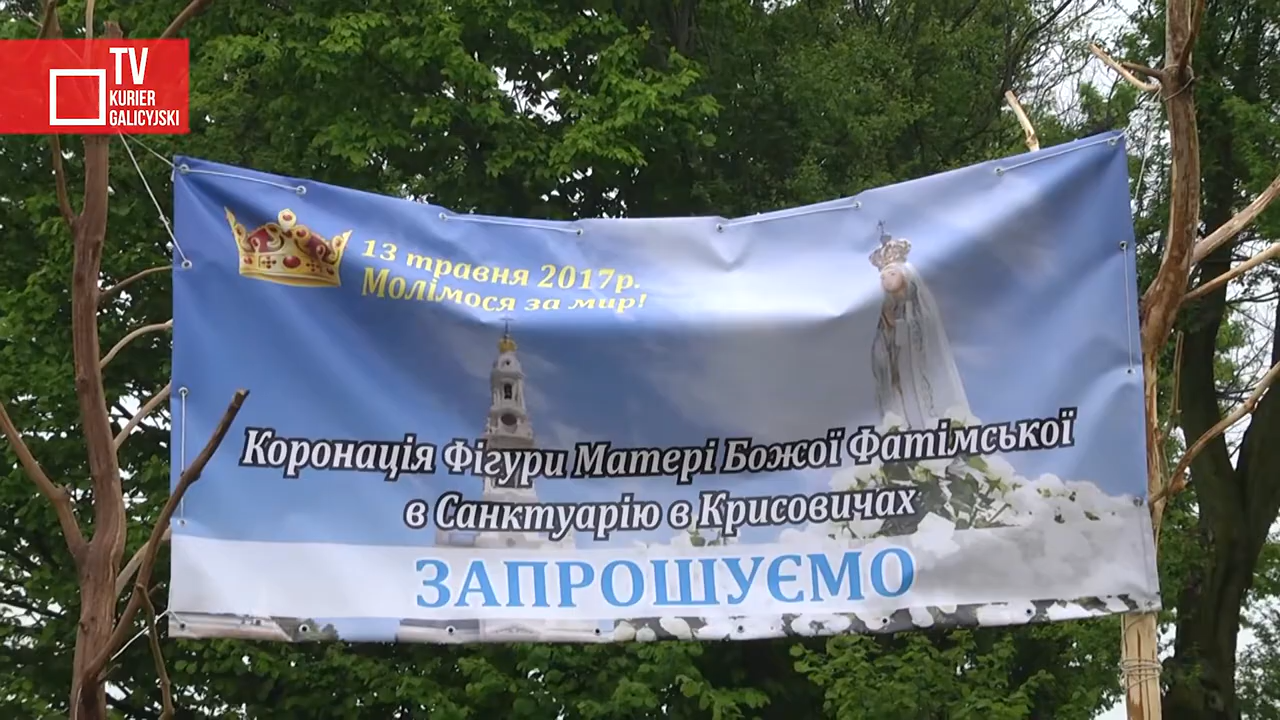 TV
KURIER
GALICYJSKI
13 травня 2017р.
Молімося за мир!
Коронація Фігури Матері Божої Фатімської
в Санктуарію в Крисовичах
ЗАПРОШУЄМО